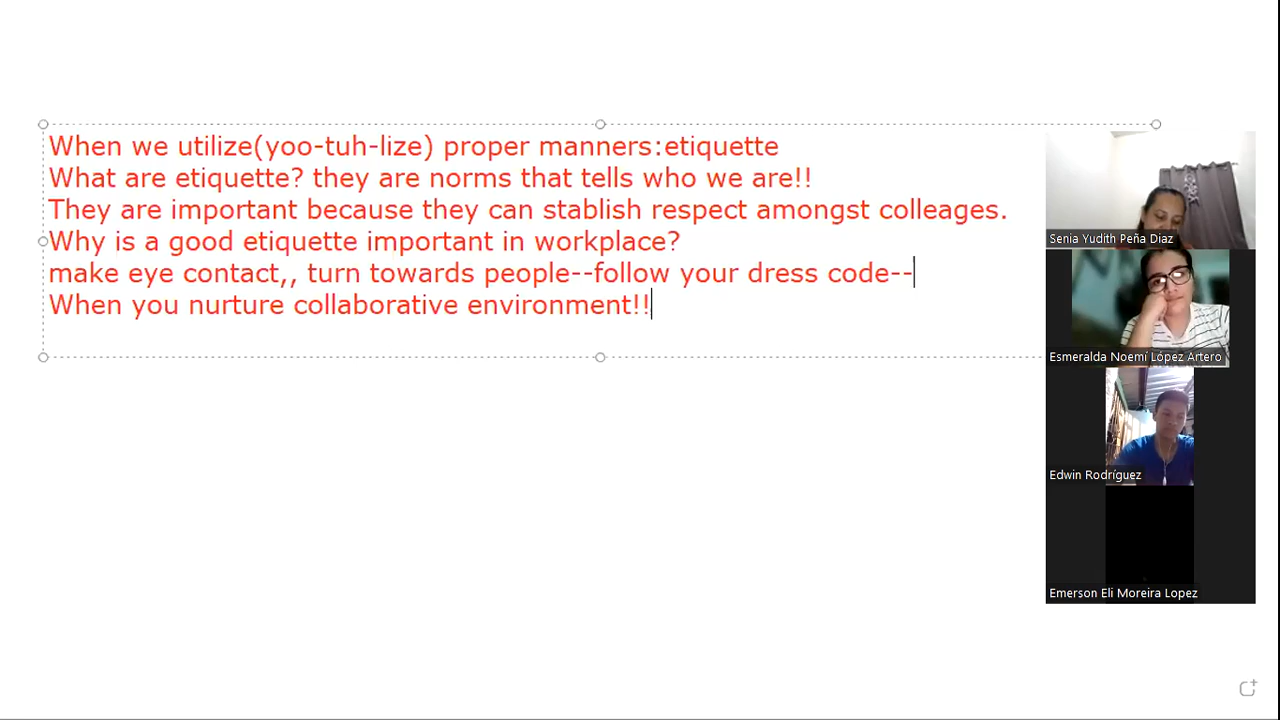 When we utilize(yoo-tuh-lize) proper manners:etiquette
What are etiquette? they are norms that tells who we are!!
They are important because they can stablish respect amongst colleages.
Why is a good etiquette important in workplace?
make eye contact,, turn towards people--follow your dress code--
When you nurture collaborative environment!!
Senia Yudith Peña Diaz
Esmeralda Noemí López Artero
Edwin Rodríguez
Emerson Eli Moreira Lopez